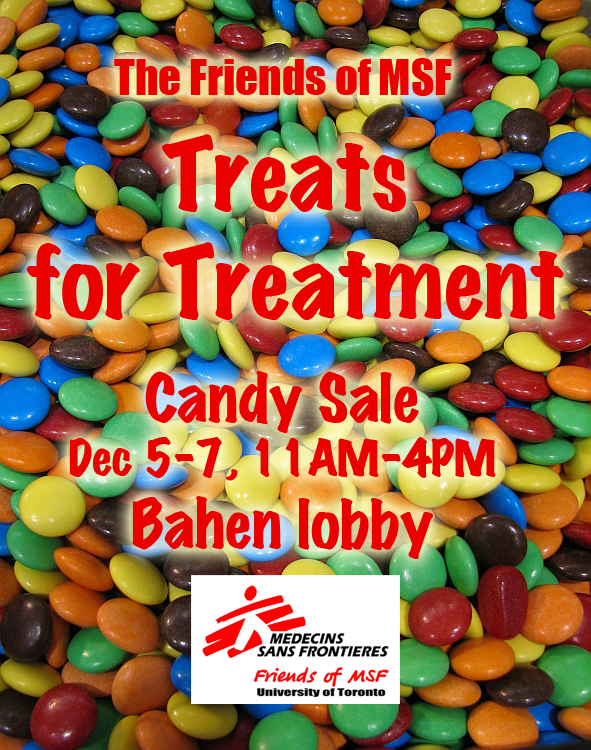 The Friends of MSF
Treats
for Treatment
Candy Sale
Dec 5-7, 11AM-4PM
Bahen lobby
MEDECINS
SANS FRONTIERES
Friends of MSF
University of Toronto